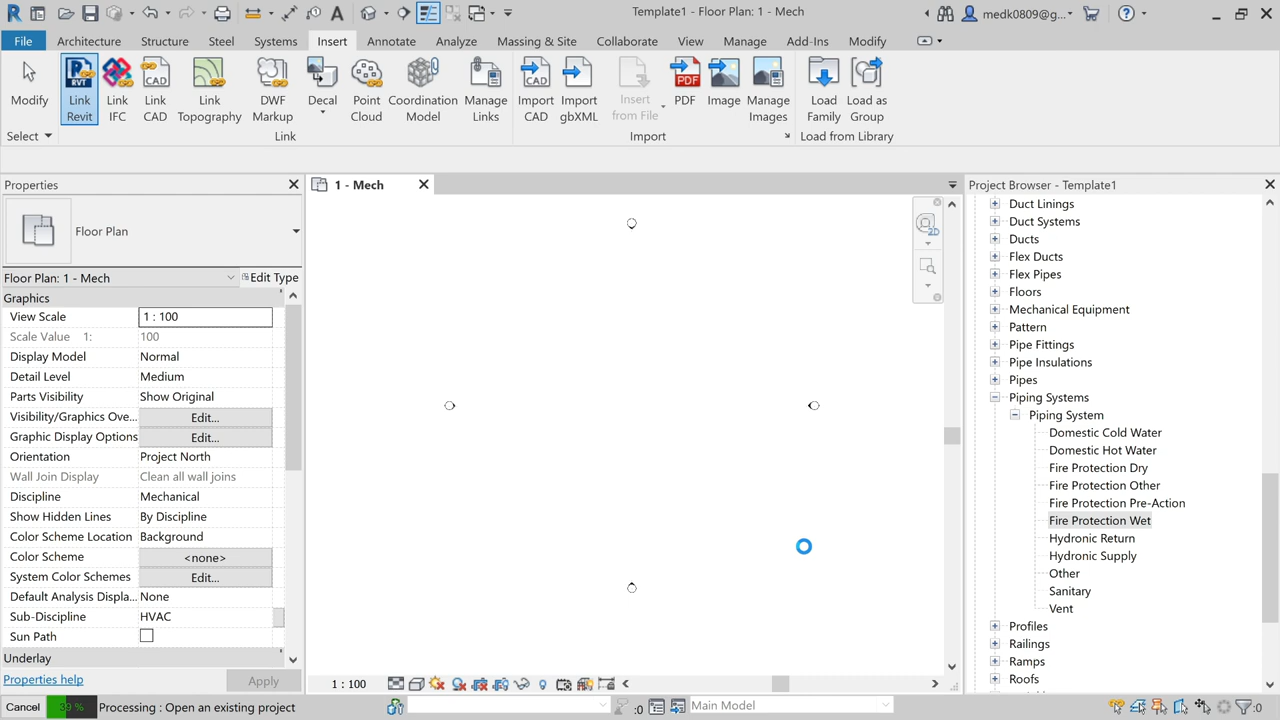 Template1 - Floor Plan: 1 - Mech
medk0809@g...
File
Architecture
Structure
Steel
Systems
Insert
Annotate
Analyze
Massing & Site
Collaborate
View
Manage
Add-Ins
Modify
Modify
Link Revit
Link IFC
Link CAD
Link Topography
DWF Markup
Decal
Point Cloud
Coordination Model
Manage Links
Import CAD
Import gbXML
Insert from File
PDF
Image
Manage Images
Load Family
Load as Group
Select
Link
Import
Load from Library
Properties
Floor Plan
Floor Plan: 1 - Mech
Edit Type
Graphics
View Scale 1 : 100
Scale Value 1: 100
Display Model Normal
Detail Level Medium
Parts Visibility Show Original
Visibility/Graphics Ove... Edit...
Graphic Display Options Edit...
Orientation Project North
Wall Join Display Clean all wall joins
Discipline Mechanical
Show Hidden Lines By Discipline
Color Scheme Location Background
Color Scheme <none>
System Color Schemes Edit...
Default Analysis Displa... None
Sub-Discipline HVAC
Sun Path
Underlay
Properties help
Apply
1 - Mech
2D
1 : 100
Project Browser - Template1
Duct Linings
Duct Systems
Ducts
Flex Ducts
Flex Pipes
Floors
Mechanical Equipment
Pattern
Pipe Fittings
Pipe Insulations
Pipes
Piping Systems
Piping System
Domestic Cold Water
Domestic Hot Water
Fire Protection Dry
Fire Protection Other
Fire Protection Pre-Action
Fire Protection Wet
Hydronic Return
Hydronic Supply
Other
Sanitary
Vent
Profiles
Railings
Ramps
Roofs
Cancel
39 %
Processing : Open an existing project
:0
Main Model
:0